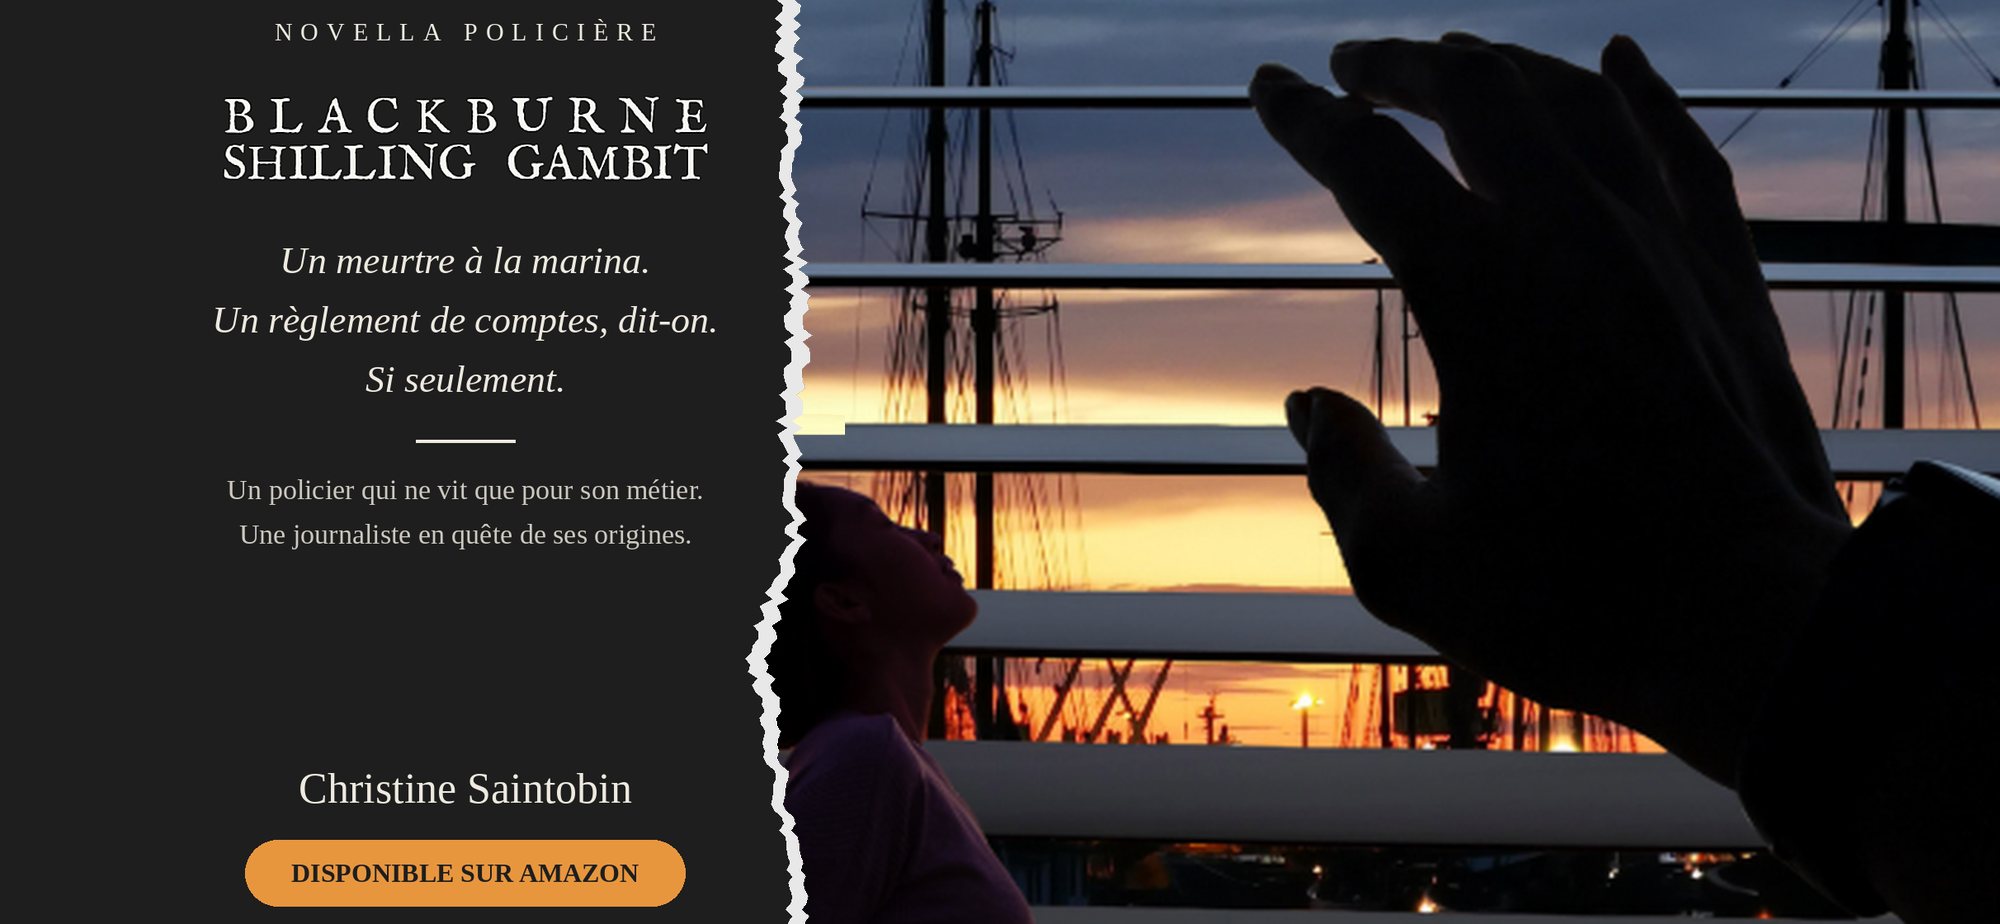 NOVELLA POLICIÈRE
BLACKBURNE
SHILLING GAMBIT
Un meurtre à la marina.
Un règlement de comptes, dit-on.
Si seulement.
Un policier qui ne vit que pour son métier.
Une journaliste en quête de ses origines.
Christine Saintobin
DISPONIBLE SUR AMAZON